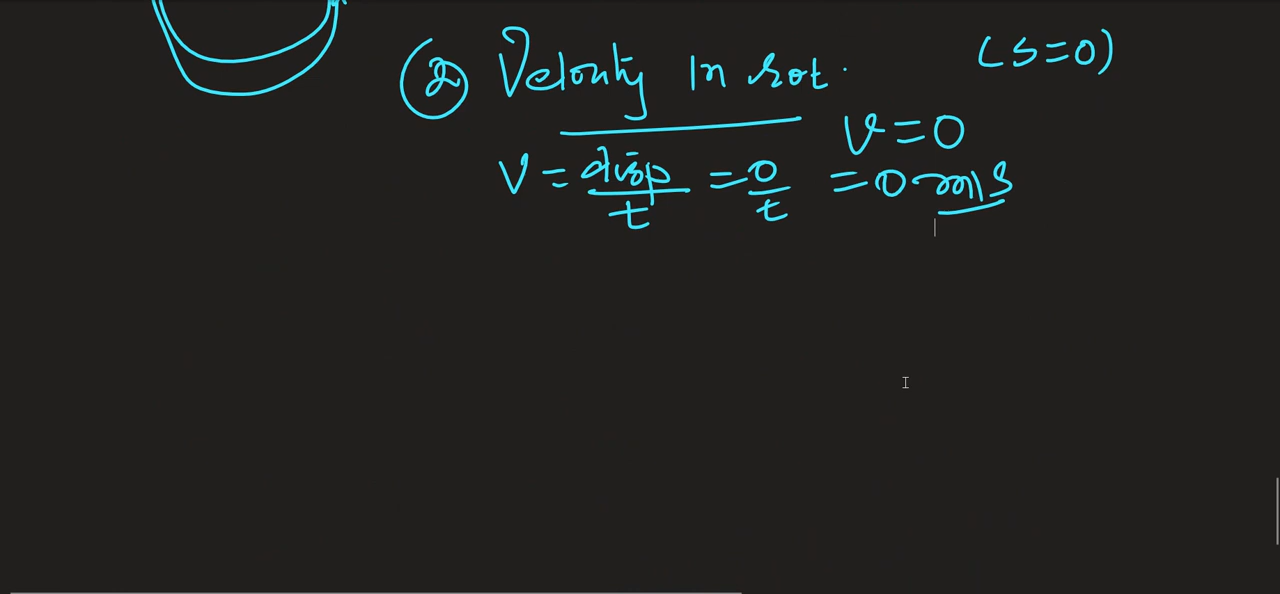 ② Velocity In rot.
(s=0)
v=0
V = disp/t = 0/t = 0 m/s